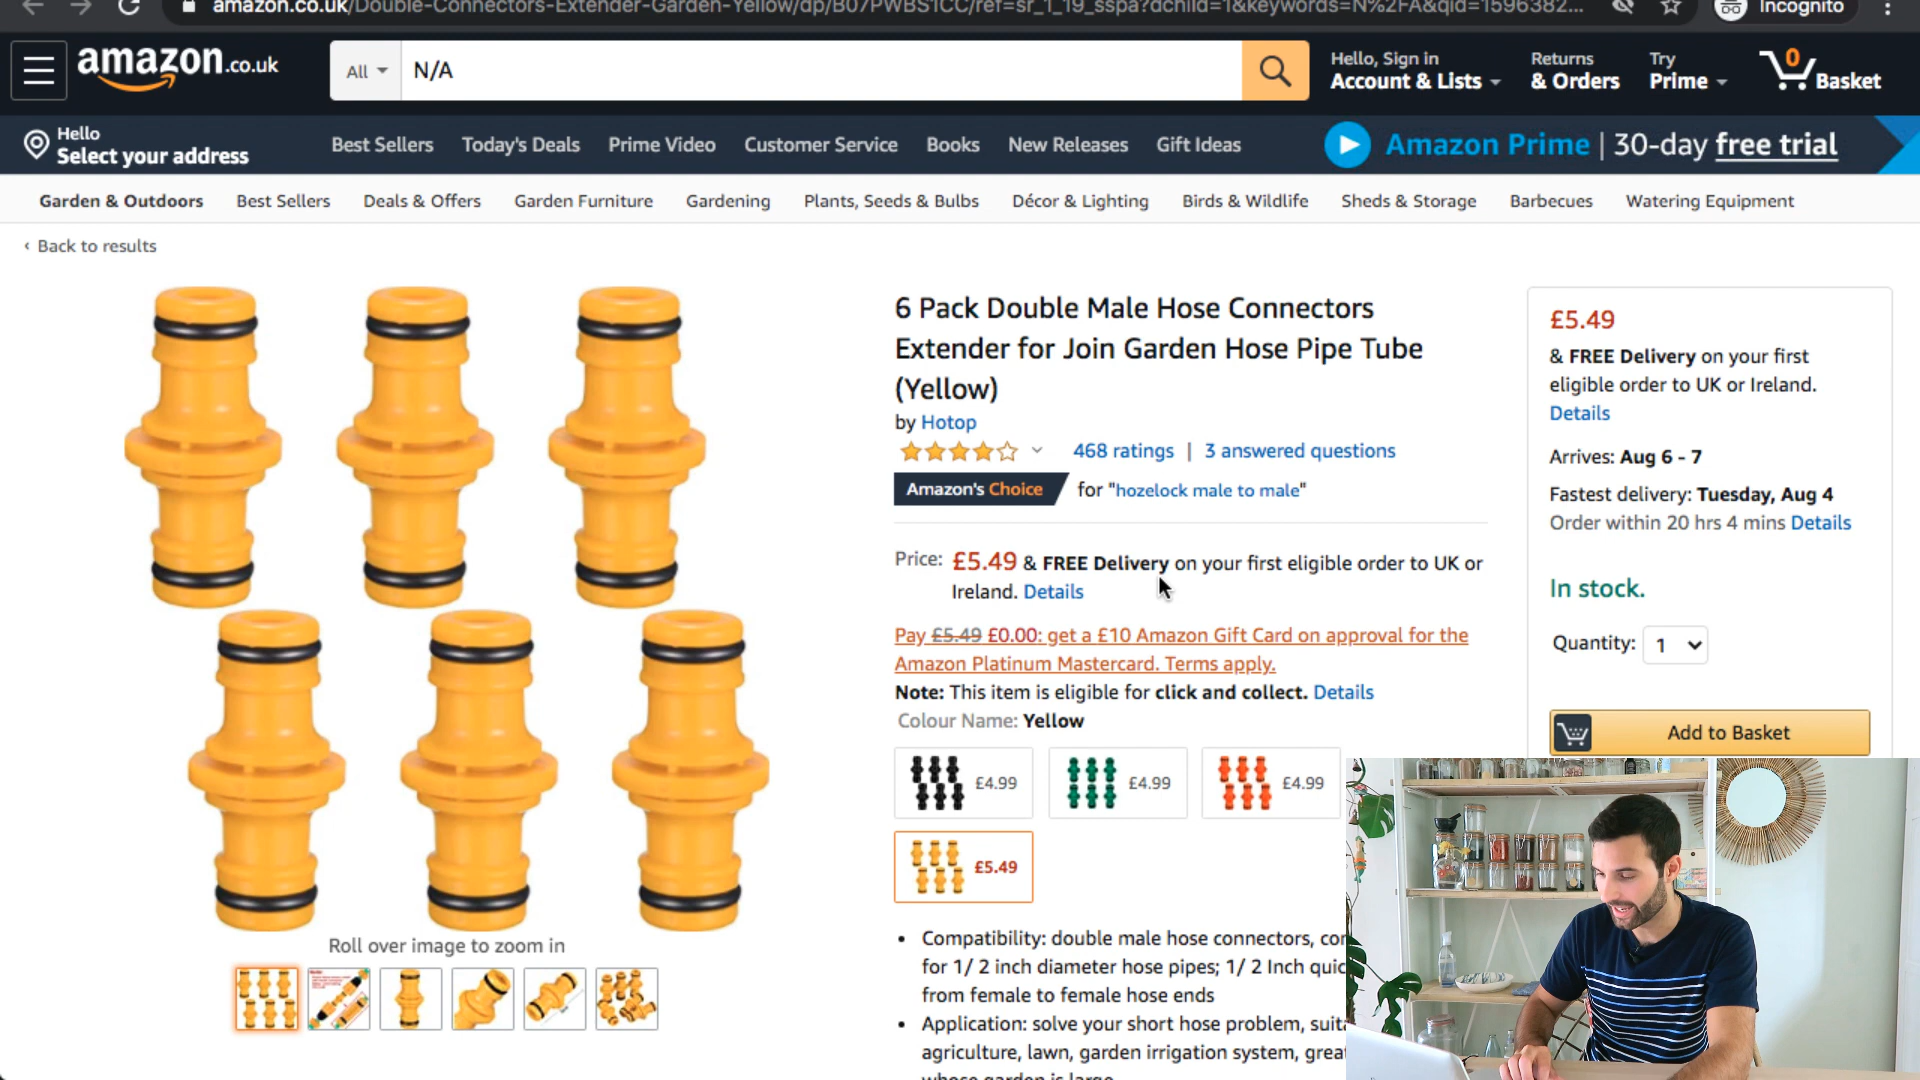 amazon.co.uk/Double-Connectors-Extender-Garden-Yellow/dp/B07PWBS1CC/ref=sr_1_19_sspa?dchild=1&keywords=N%2FA&qid=1596382...
Incognito
amazon.co.uk
All
N/A
Hello, Sign in
Account & Lists
Returns
& Orders
Try
Prime
0
Basket
Hello
Select your address
Best Sellers
Today's Deals
Prime Video
Customer Service
Books
New Releases
Gift Ideas
Amazon Prime | 30-day free trial
Garden & Outdoors
Best Sellers
Deals & Offers
Garden Furniture
Gardening
Plants, Seeds & Bulbs
Décor & Lighting
Birds & Wildlife
Sheds & Storage
Barbecues
Watering Equipment
‹ Back to results
6 Pack Double Male Hose Connectors
Extender for Join Garden Hose Pipe Tube
(Yellow)
by Hotop
468 ratings | 3 answered questions
Amazon's Choice for "hozelock male to male"
Price: £5.49 & FREE Delivery on your first eligible order to UK or
Ireland. Details
Pay £5.49 £0.00: get a £10 Amazon Gift Card on approval for the
Amazon Platinum Mastercard. Terms apply.
Note: This item is eligible for click and collect. Details
Colour Name: Yellow
£4.99
£4.99
£4.99
£5.49
• Compatibility: double male hose connectors,
for 1/ 2 inch diameter hose pipes; 1/ 2 Inch
from female to female hose ends
• Application: solve your short hose problem,
agriculture, lawn, garden irrigation system,
whose garden is large
Roll over image to zoom in
£5.49
& FREE Delivery on your first
eligible order to UK or Ireland.
Details
Arrives: Aug 6 - 7
Fastest delivery: Tuesday, Aug 4
Order within 20 hrs 4 mins Details
In stock.
Quantity: 1
Add to Basket